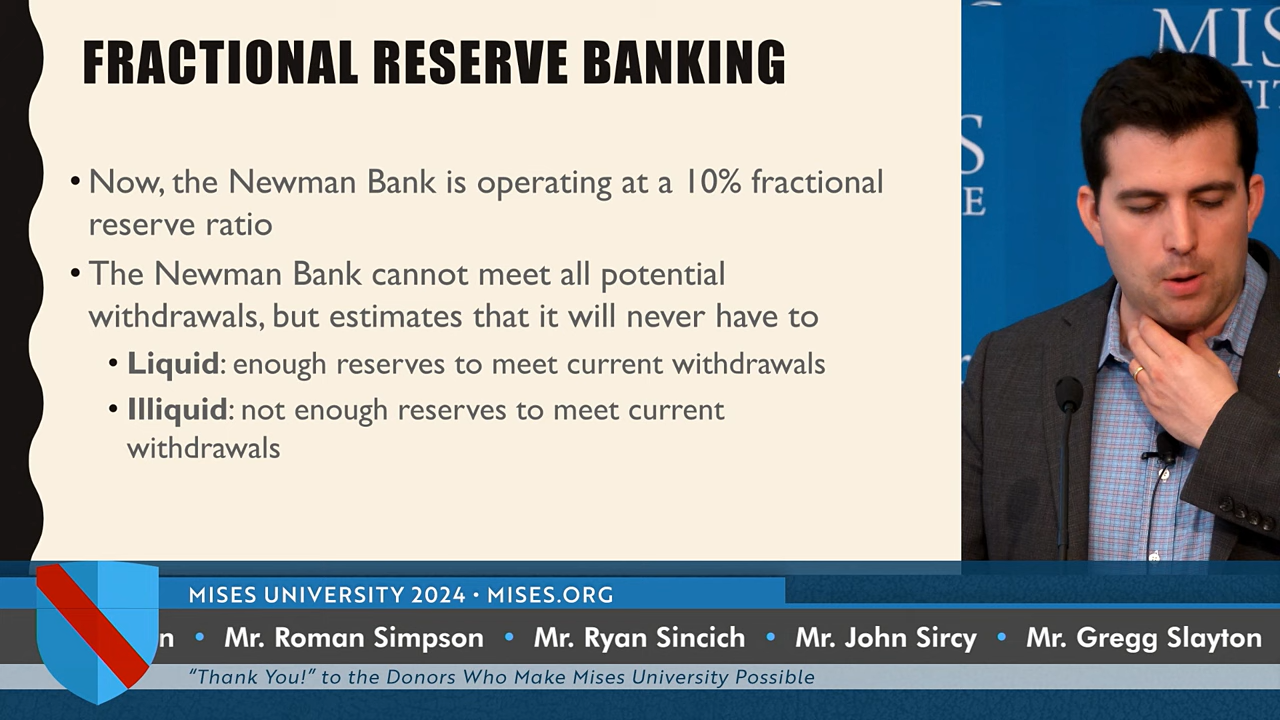 FRACTIONAL RESERVE BANKING
• Now, the Newman Bank is operating at a 10% fractional
reserve ratio
• The Newman Bank cannot meet all potential
withdrawals, but estimates that it will never have to
• Liquid: enough reserves to meet current withdrawals
• Illiquid: not enough reserves to meet current
withdrawals
MIS
S
E
MISES UNIVERSITY 2024 • MISES.ORG
n • Mr. Roman Simpson • Mr. Ryan Sincich • Mr. John Sircy • Mr. Gregg Slayton
“Thank You!” to the Donors Who Make Mises University Possible